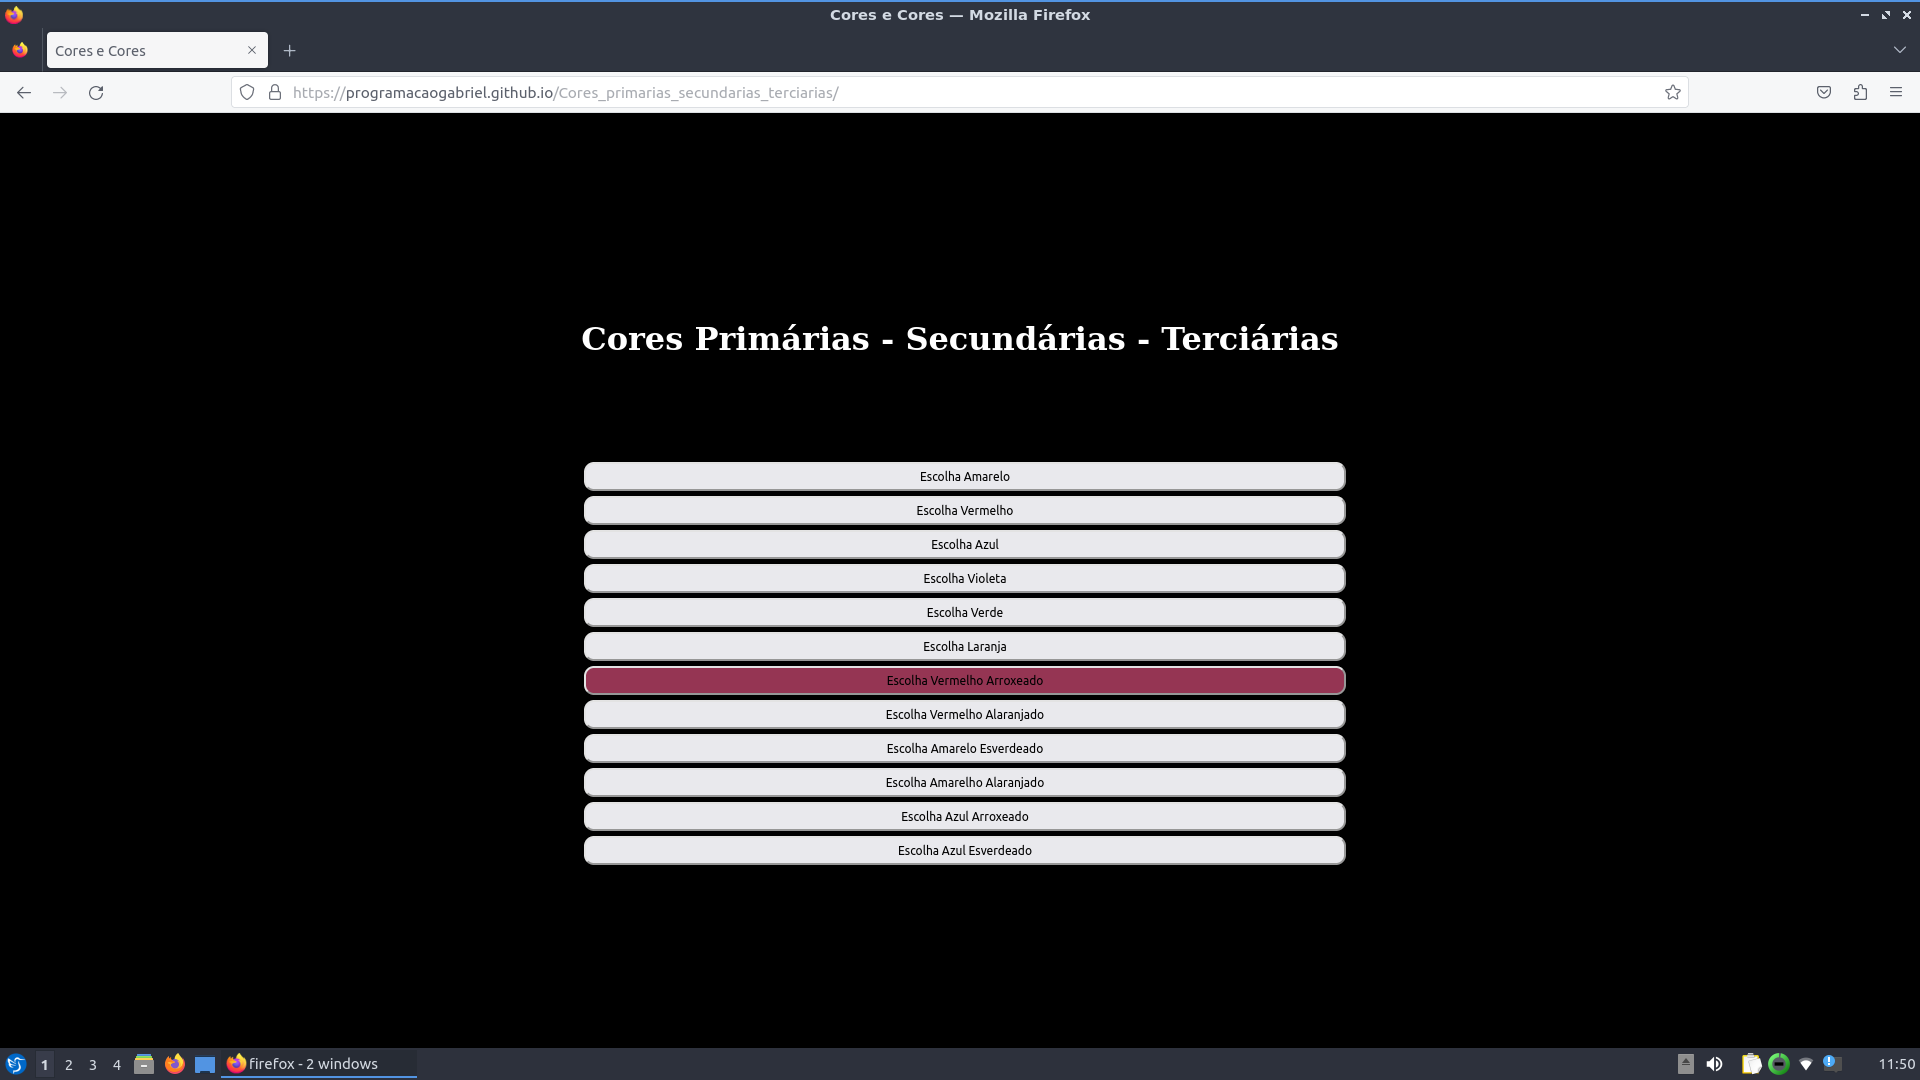 Cores e Cores — Mozilla Firefox
Cores e Cores
https://programacaogabriel.github.io/Cores_primarias_secundarias_terciarias/
Cores Primárias - Secundárias - Terciárias
Escolha Amarelo
Escolha Vermelho
Escolha Azul
Escolha Violeta
Escolha Verde
Escolha Laranja
Escolha Vermelho Arroxeado
Escolha Vermelho Alaranjado
Escolha Amarelo Esverdeado
Escolha Amarelho Alaranjado
Escolha Azul Arroxeado
Escolha Azul Esverdeado
1 2 3 4 firefox - 2 windows 11:50